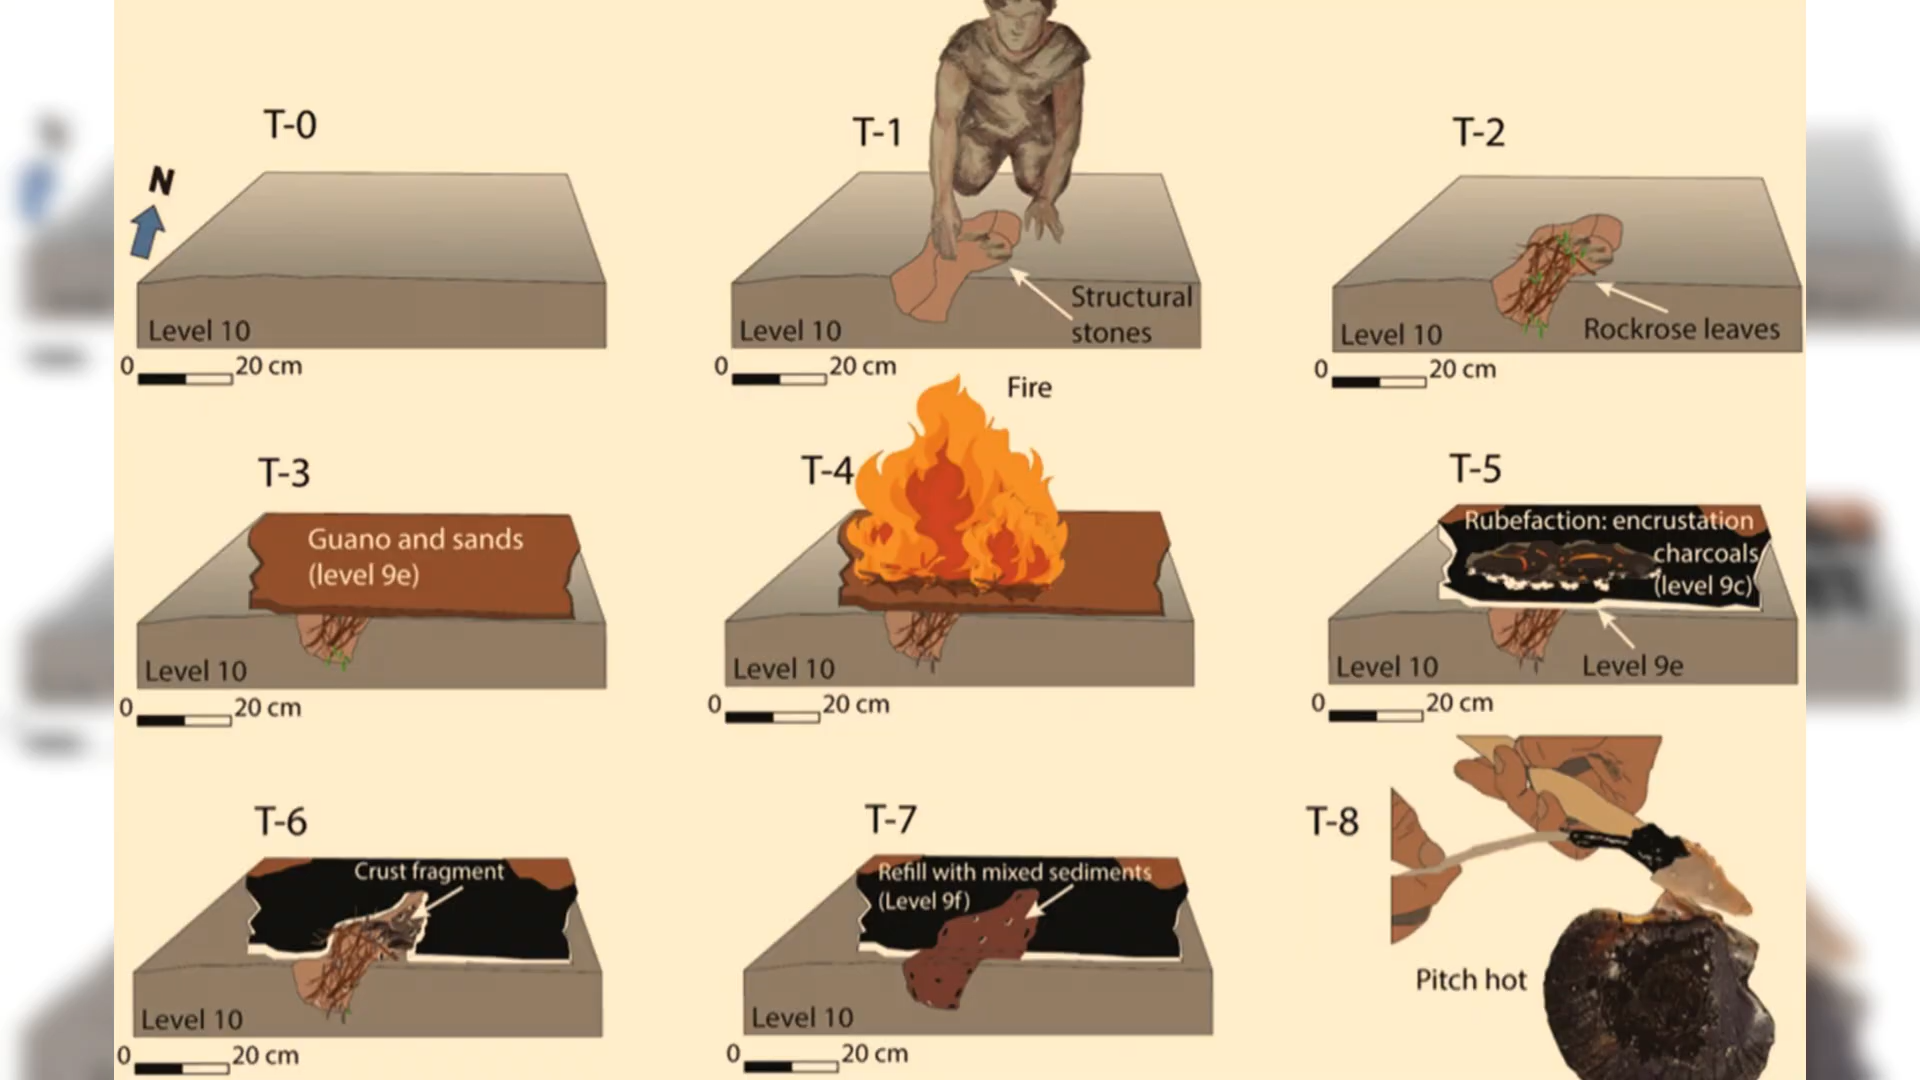 T-0
N
Level 10
0 20 cm
T-1
Structural
stones
Level 10
0 20 cm
T-2
Rockrose leaves
Level 10
0 20 cm
T-3
Guano and sands
(level 9e)
Level 10
0 20 cm
Fire
T-4
Level 10
0 20 cm
T-5
Rubefaction: encrustation
charcoals
(level 9c)
Level 10
Level 9e
0 20 cm
T-6
Crust fragment
Level 10
0 20 cm
T-7
Refill with mixed sediments
(Level 9f)
Level 10
0 20 cm
T-8
Pitch hot